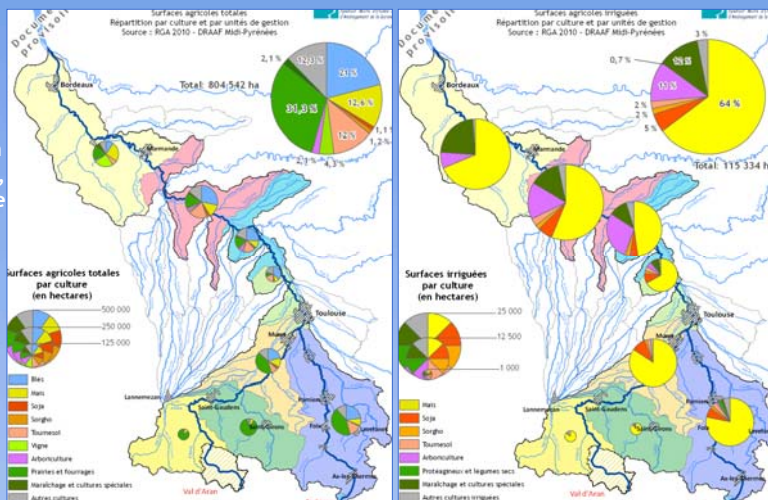 Surfaces agricoles totales
Répartition par culture et par unités de gestion
Source : RGA 2010 - DRAAF Midi-Pyrénées
Document
provisoire
Total: 804 542 ha
2,1 %
12,3 %
21 %
12,6 %
12 %
4,3 %
2,1 %
31,3 %
Bordeaux
Marmande
Toulouse
Muret
Lannemezan
Saint-Gaudens
Saint-Girons
Pamiers
Foix
Lavelanet
Ax-les-Thermes
Val d'Aran
Surfaces agricoles totales
par culture
(en hectares)
500 000
250 000
125 000
Blés
Maïs
Soja
Sorgho
Tournesol
Vigne
Arboriculture
Prairies et fourrages
Maraîchage et cultures spéciales
Autres cultures
Surfaces agricoles irriguées
Répartition par culture et par unités de gestion
Source : RGA 2010 - DRAAF Midi-Pyrénées
Document
provisoire
3 %
0,7 %
12 %
11 %
2 %
2 %
5 %
64 %
Total: 115 334 ha
Bordeaux
Marmande
Toulouse
Muret
Lannemezan
Saint-Gaudens
Saint-Girons
Pamiers
Foix
Lavelanet
Ax-les-Thermes
Val d'Aran
Surfaces irriguées
par culture
(en hectares)
25 000
12 500
1 000
Maïs
Soja
Sorgho
Tournesol
Arboriculture
Protéagineux et légumes secs
Maraîchage et cultures spéciales
Autres cultures irriguées